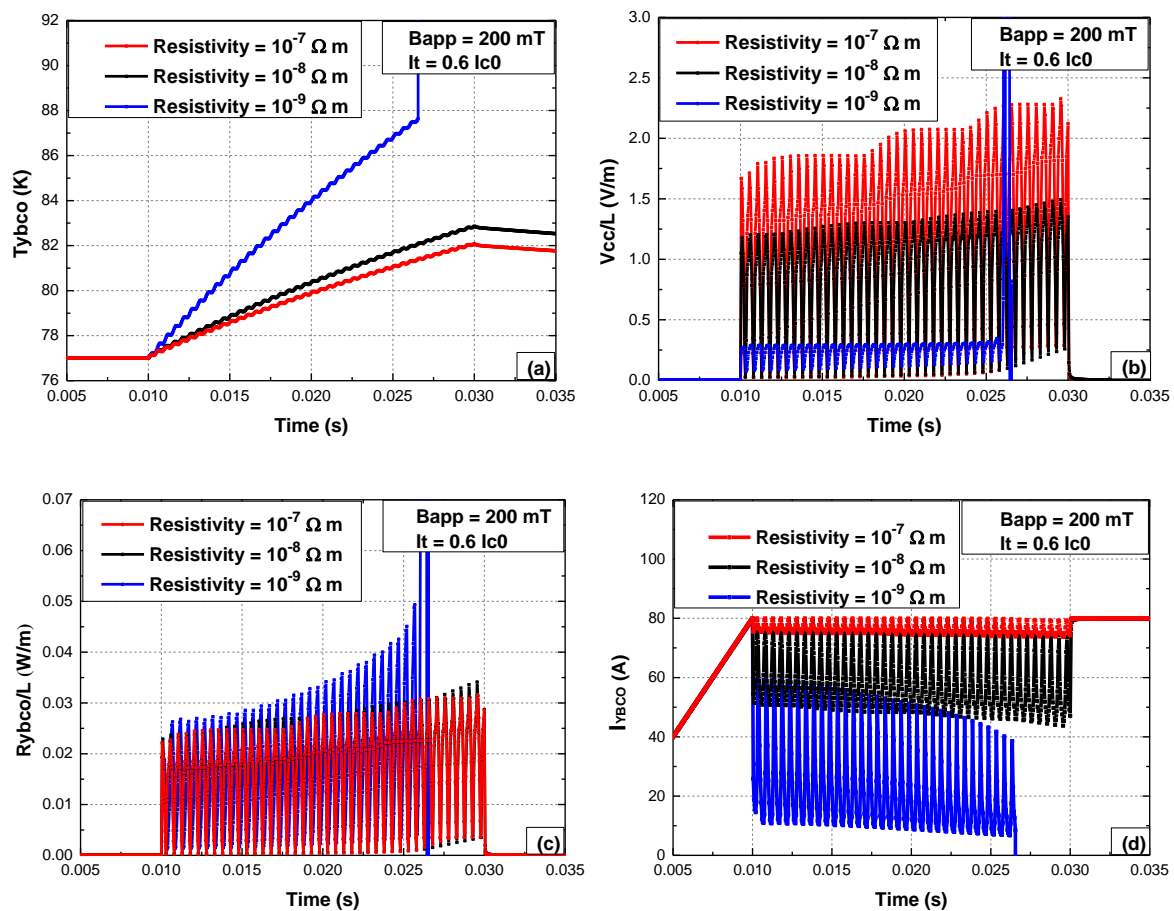 92
90
88
86
84
82
80
78
76
Tybco (K)
Resistivity = 10⁻⁷ Ω m
Resistivity = 10⁻⁸ Ω m
Resistivity = 10⁻⁹ Ω m
Bapp = 200 mT
It = 0.6 Ic0
(a)
0.005 0.010 0.015 0.020 0.025 0.030 0.035
Time (s)
3.0
2.5
2.0
1.5
1.0
0.5
0.0
Vcc/L (V/m)
Resistivity = 10⁻⁷ Ω m
Resistivity = 10⁻⁸ Ω m
Resistivity = 10⁻⁹ Ω m
Bapp = 200 mT
It = 0.6 Ic0
(b)
0.005 0.010 0.015 0.020 0.025 0.030 0.035
Time (s)
0.07
0.06
0.05
0.04
0.03
0.02
0.01
0.00
Rybco/L (W/m)
Resistivity = 10⁻⁷ Ω m
Resistivity = 10⁻⁸ Ω m
Resistivity = 10⁻⁹ Ω m
Bapp = 200 mT
It = 0.6 Ic0
(c)
0.005 0.010 0.015 0.020 0.025 0.030 0.035
Time (s)
120
100
80
60
40
20
0
I_YBCO (A)
Resistivity = 10⁻⁷ Ω m
Resistivity = 10⁻⁸ Ω m
Resistivity = 10⁻⁹ Ω m
Bapp = 200 mT
It = 0.6 Ic0
(d)
0.005 0.010 0.015 0.020 0.025 0.030 0.035
Time (s)